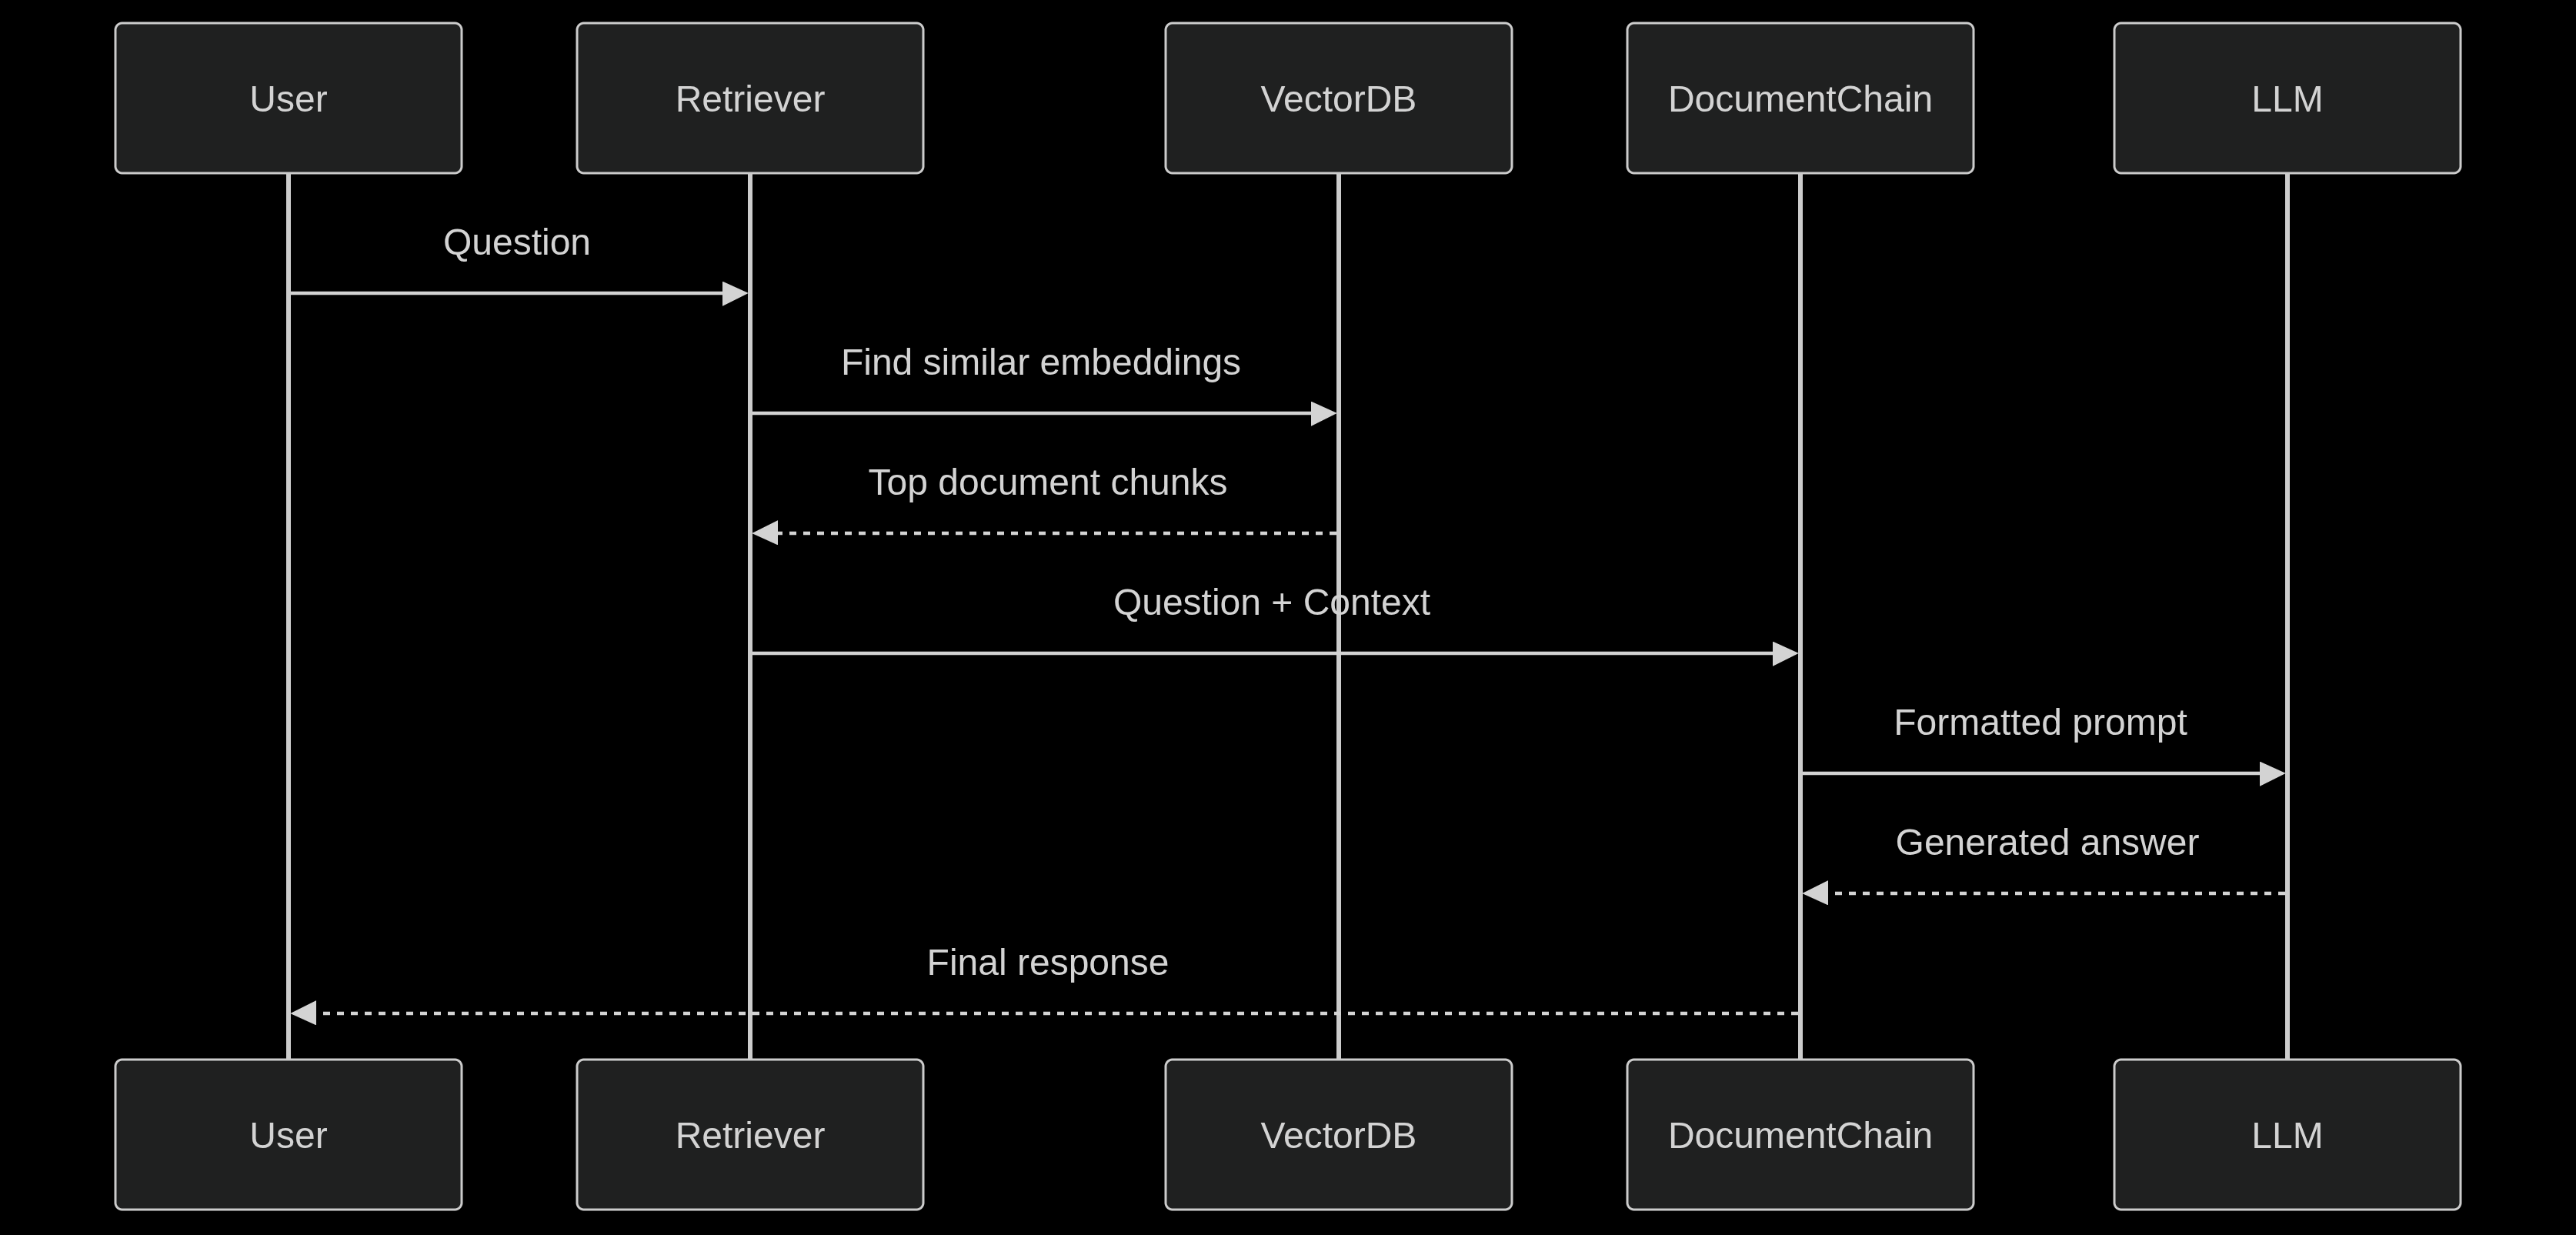 User
Retriever
VectorDB
DocumentChain
LLM
Question
Find similar embeddings
Top document chunks
Question + Context
Formatted prompt
Generated answer
Final response
User
Retriever
VectorDB
DocumentChain
LLM